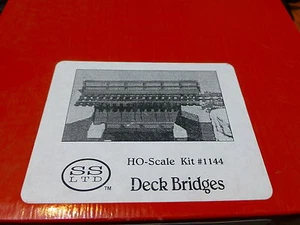 HO-Scale Kit #1144
SS
LTD
TM
Deck Bridges